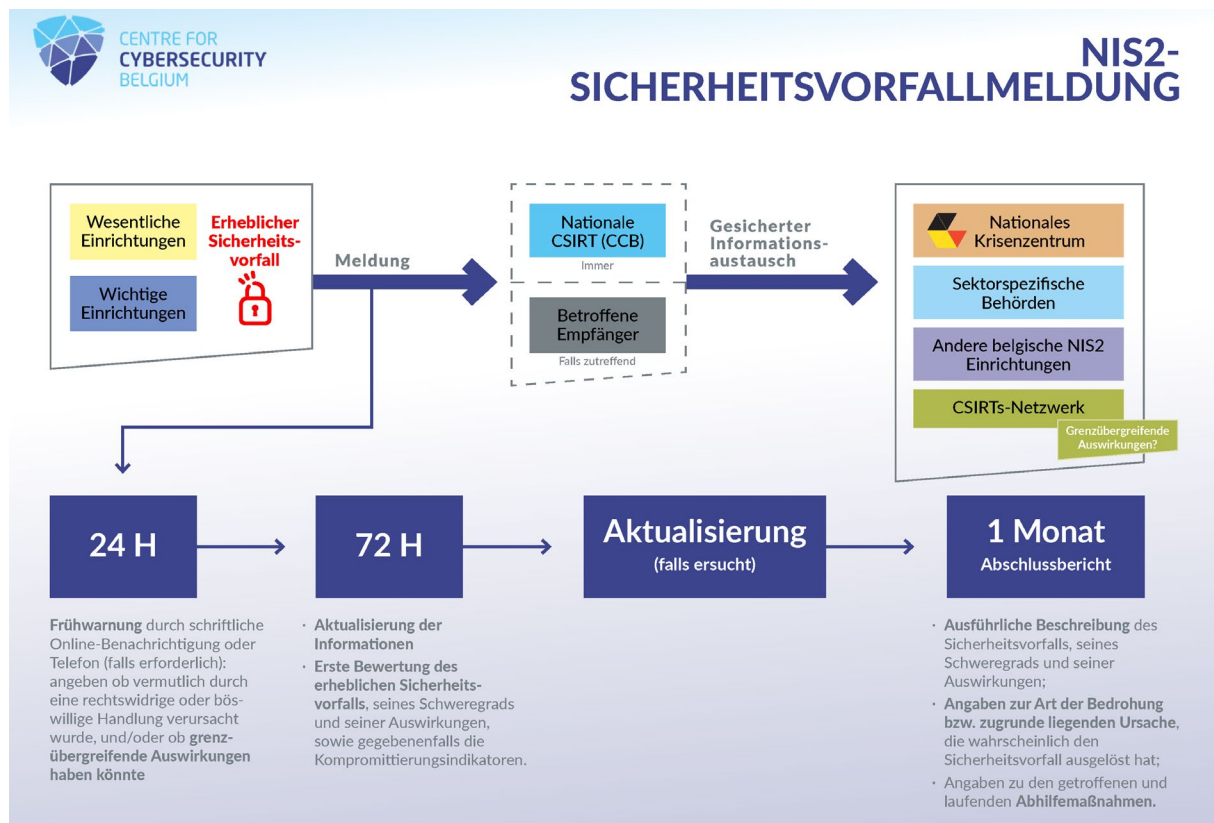 CENTRE FOR
CYBERSECURITY
BELGIUM
NIS2-
SICHERHEITSVORFALLMELDUNG
Wesentliche
Einrichtungen
Wichtige
Einrichtungen
Erheblicher
Sicherheits-
vorfall
Meldung
Nationale
CSIRT (CCB)
Immer
Betroffene
Empfänger
Falls zutreffend
Gesicherter
Informations-
austausch
Nationales
Krisenzentrum
Sektorspezifische
Behörden
Andere belgische NIS2
Einrichtungen
CSIRTs-Netzwerk
Grenzübergreifende
Auswirkungen?
24 H
Frühwarnung durch schriftliche
Online-Benachrichtigung oder
Telefon (falls erforderlich):
angeben ob vermutlich durch
eine rechtswidrige oder bös-
willige Handlung verursacht
wurde, und/oder ob grenz-
übergreifende Auswirkungen
haben könnte
72 H
· Aktualisierung der
Informationen
· Erste Bewertung des
erheblichen Sicherheits-
vorfalls, seines Schweregrads
und seiner Auswirkungen,
sowie gegebenenfalls die
Kompromittierungsindikatoren.
Aktualisierung
(falls ersucht)
1 Monat
Abschlussbericht
· Ausführliche Beschreibung des
Sicherheitsvorfalls, seines
Schweregrads und seiner
Auswirkungen;
· Angaben zur Art der Bedrohung
bzw. zugrunde liegenden Ursache,
die wahrscheinlich den
Sicherheitsvorfall ausgelöst hat;
· Angaben zu den getroffenen und
laufenden Abhilfemaßnahmen.